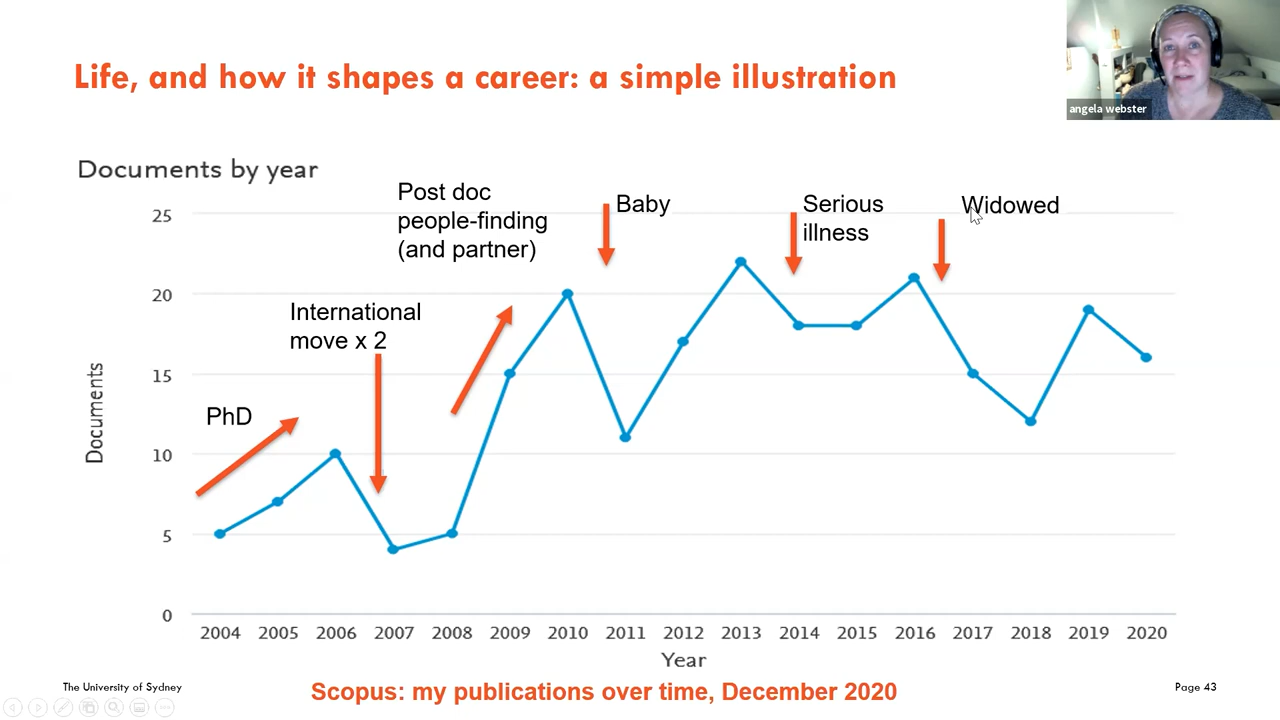 Life, and how it shapes a career: a simple illustration
angela webster
Documents by year
Post doc
people-finding
(and partner)
Baby
Serious
illness
Widowed
International
move x 2
PhD
25
20
15
10
5
0
Documents
2004 2005 2006 2007 2008 2009 2010 2011 2012 2013 2014 2015 2016 2017 2018 2019 2020
Year
The University of Sydney
Scopus: my publications over time, December 2020
Page 43